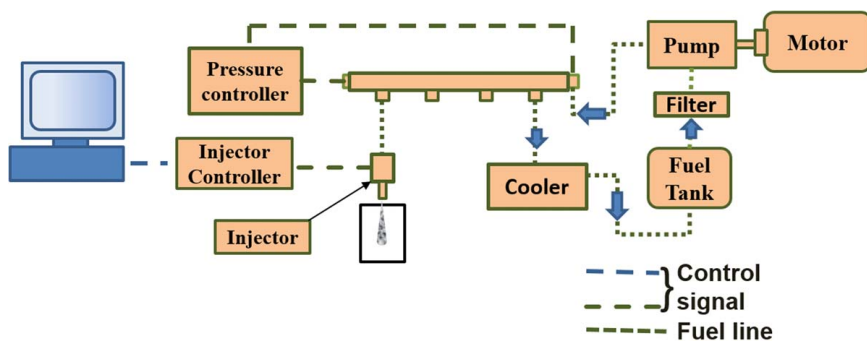 Pump
Motor
Pressure
controller
Filter
Injector
Controller
Fuel
Tank
Cooler
Injector
Control
signal
Fuel line